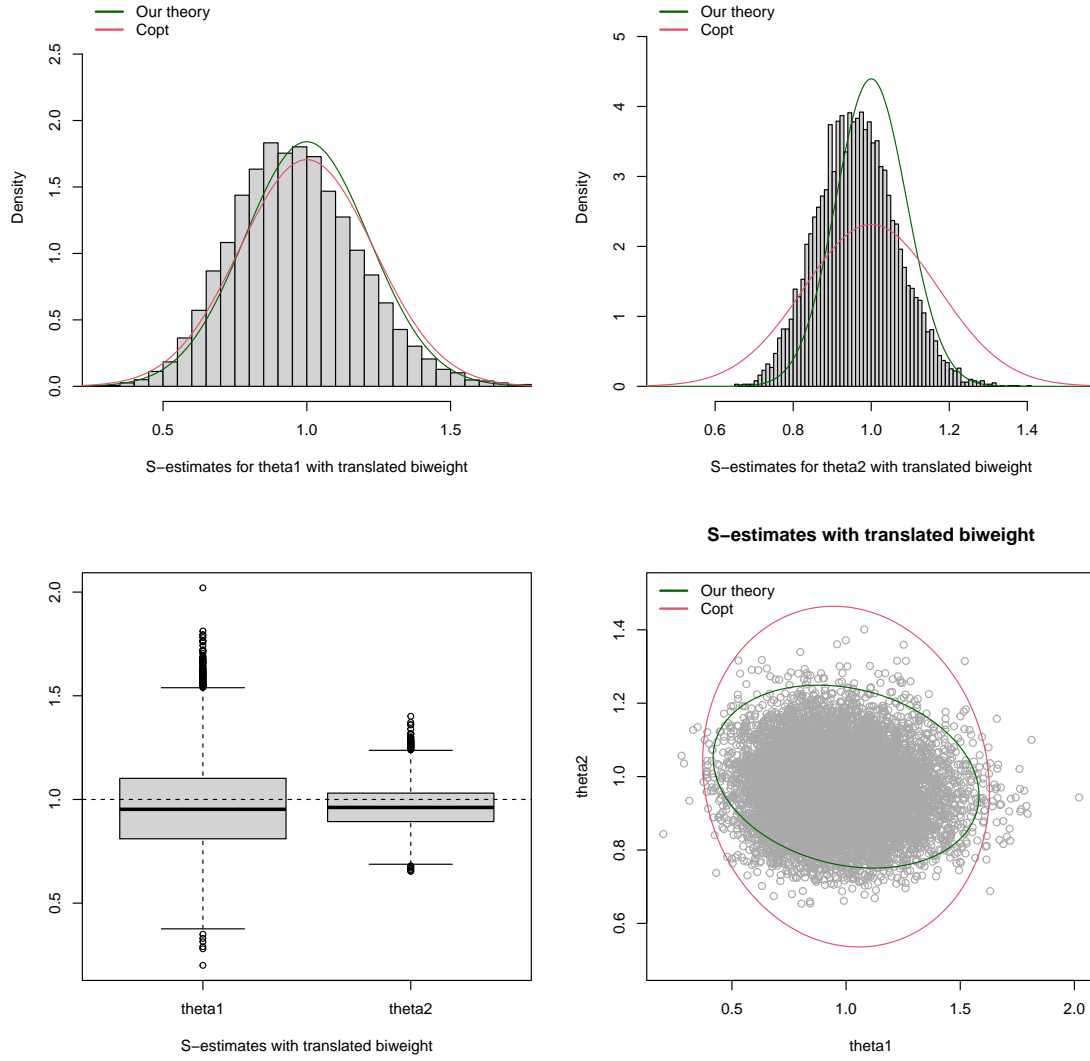 Our theory
Copt
Density
0.0 0.5 1.0 1.5 2.0 2.5
0.5 1.0 1.5
S−estimates for theta1 with translated biweight
Our theory
Copt
Density
0 1 2 3 4 5
0.6 0.8 1.0 1.2 1.4
S−estimates for theta2 with translated biweight
0.5 1.0 1.5 2.0
theta1 theta2
S−estimates with translated biweight
S−estimates with translated biweight
Our theory
Copt
theta2
0.6 0.8 1.0 1.2 1.4
0.5 1.0 1.5 2.0
theta1